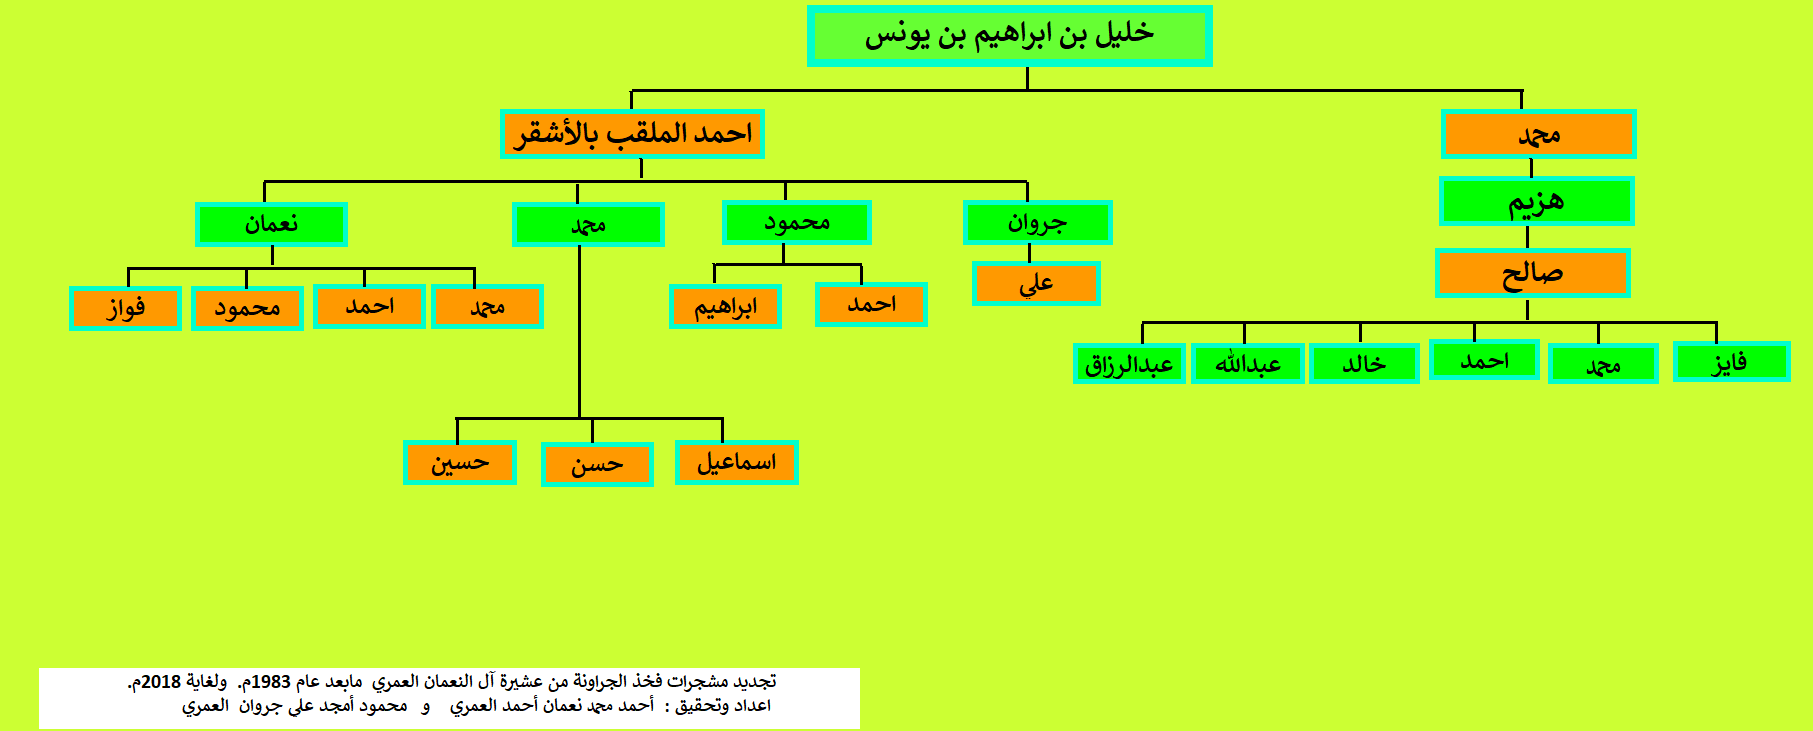 خليل بن ابراهيم بن يونس
محمد
احمد الملقب بالأشقر
هزيم
جروان
محمود
محمد
نعمان
صالح
علي
احمد
ابراهيم
محمد
احمد
محمود
فواز
فايز
محمد
احمد
خالد
عبدالله
عبدالرزاق
اسماعيل
حسن
حسين
تجديد مشجرات فخذ الجراونة من عشيرة آل النعمان العمري مابعد عام 1983م. ولغاية 2018م.
اعداد وتحقيق : أحمد محمد نعمان أحمد العمري و محمود أمجد علي جروان العمري